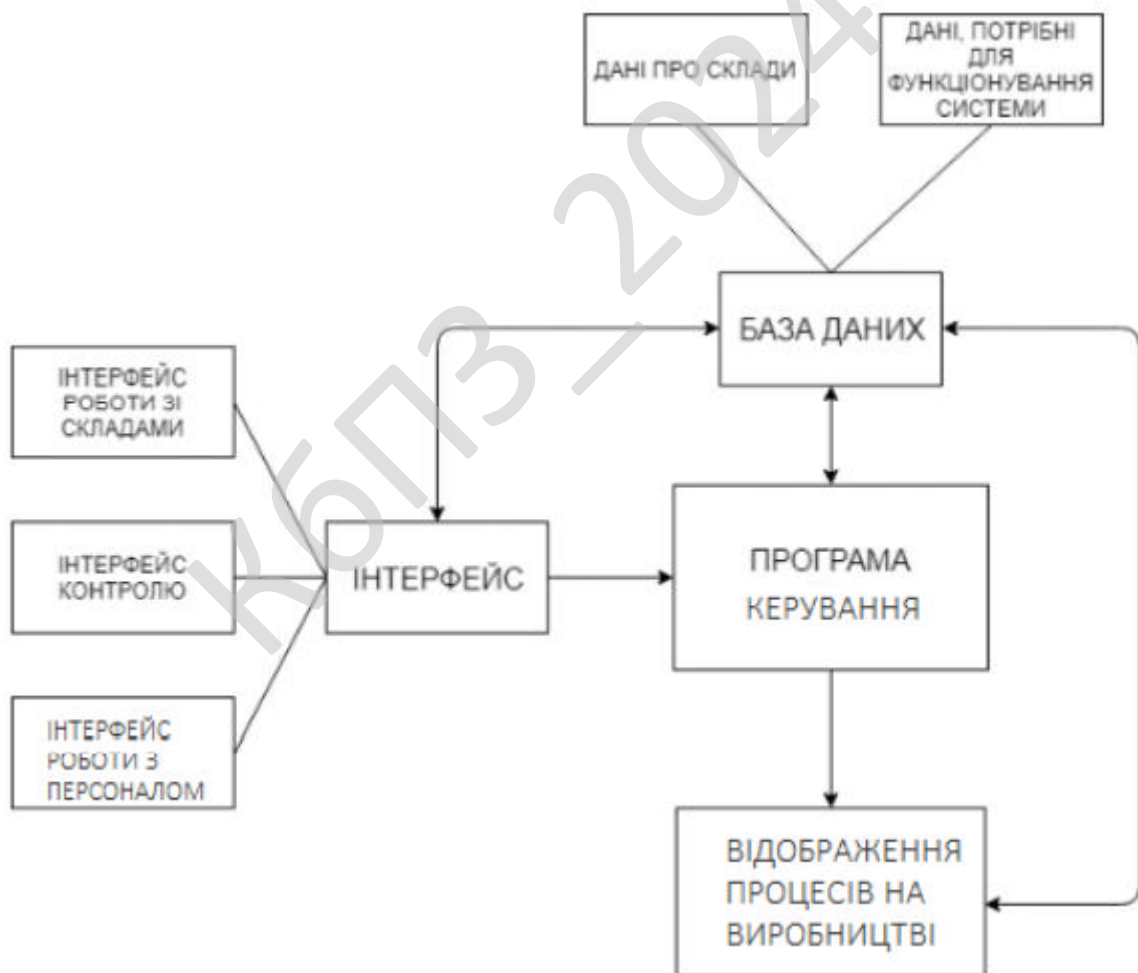 ДАНІ ПРО СКЛАДИ
ДАНІ, ПОТРІБНІ
ДЛЯ
ФУНКЦІОНУВАННЯ
СИСТЕМИ
БАЗА ДАНИХ
ІНТЕРФЕЙС
РОБОТИ ЗІ
СКЛАДАМИ
ІНТЕРФЕЙС
КОНТРОЛЮ
ІНТЕРФЕЙС
РОБОТИ З
ПЕРСОНАЛОМ
ІНТЕРФЕЙС
ПРОГРАМА
КЕРУВАННЯ
ВІДОБРАЖЕННЯ
ПРОЦЕСІВ НА
ВИРОБНИЦТВІ
КбПЗ_2024